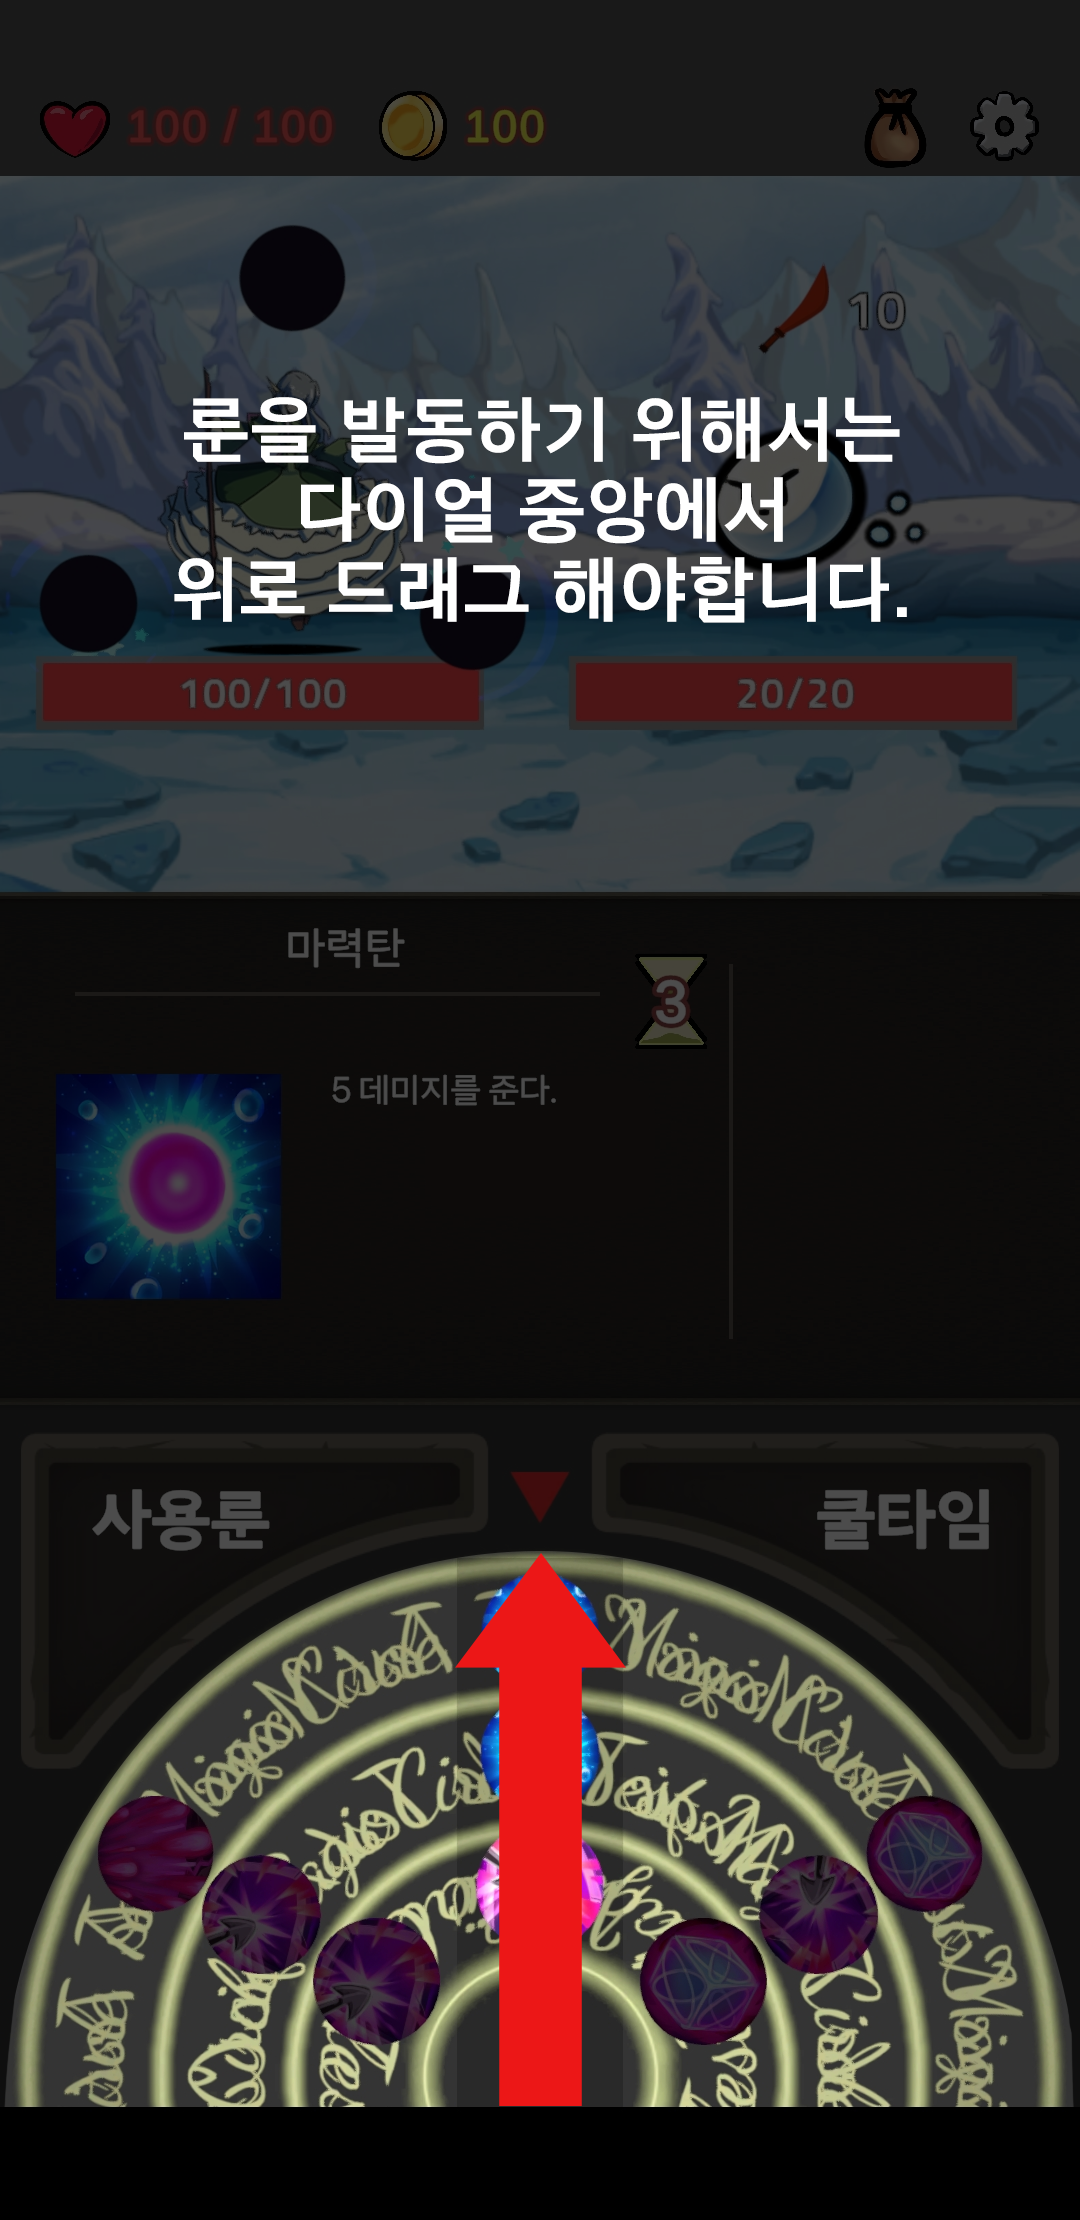 100 / 100
100
10
룬을 발동하기 위해서는
다이얼 중앙에서
위로 드래그 해야합니다.
100/100
20/20
마력탄
3
5 데미지를 준다.
사용룬
쿨타임